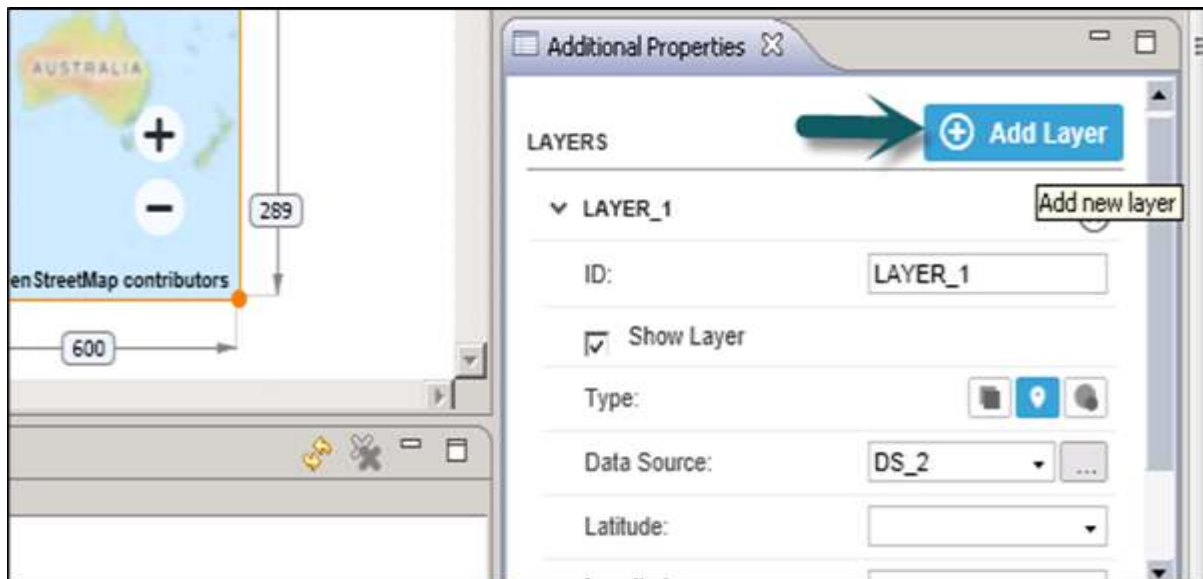 AUSTRALIA
+
−
289
enStreetMap contributors
600
Additional Properties
LAYERS
Add Layer
Add new layer
LAYER_1
ID:
LAYER_1
Show Layer
Type:
Data Source:
DS_2
...
Latitude: